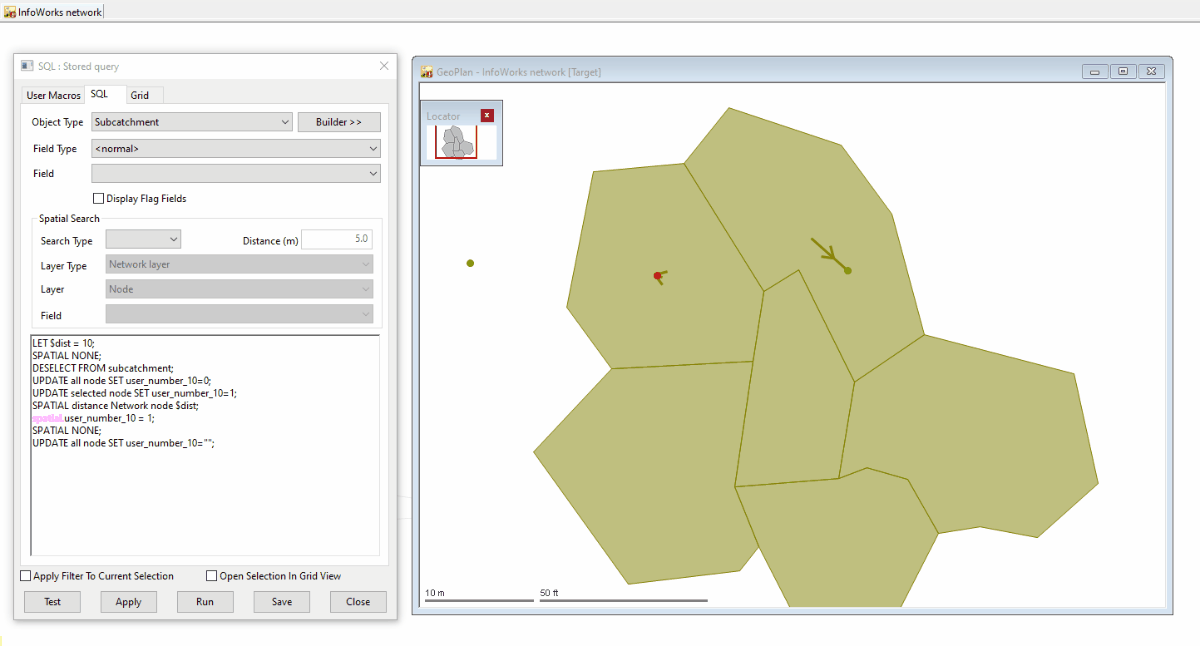 InfoWorks network
SQL : Stored query
User Macros SQL Grid
Object Type Subcatchment Builder >>
Field Type <normal>
Field
Display Flag Fields
Spatial Search
Search Type Distance (m) 5.0
Layer Type Network layer
Layer Node
Field
LET $dist = 10;
SPATIAL NONE;
DESELECT FROM subcatchment;
UPDATE all node SET user_number_10=0;
UPDATE selected node SET user_number_10=1;
SPATIAL distance Network node $dist;
spatial.user_number_10 = 1;
SPATIAL NONE;
UPDATE all node SET user_number_10="";
Apply Filter To Current Selection Open Selection In Grid View
Test Apply Run Save Close
GeoPlan - InfoWorks network [Target]
Locator
10 m 50 ft